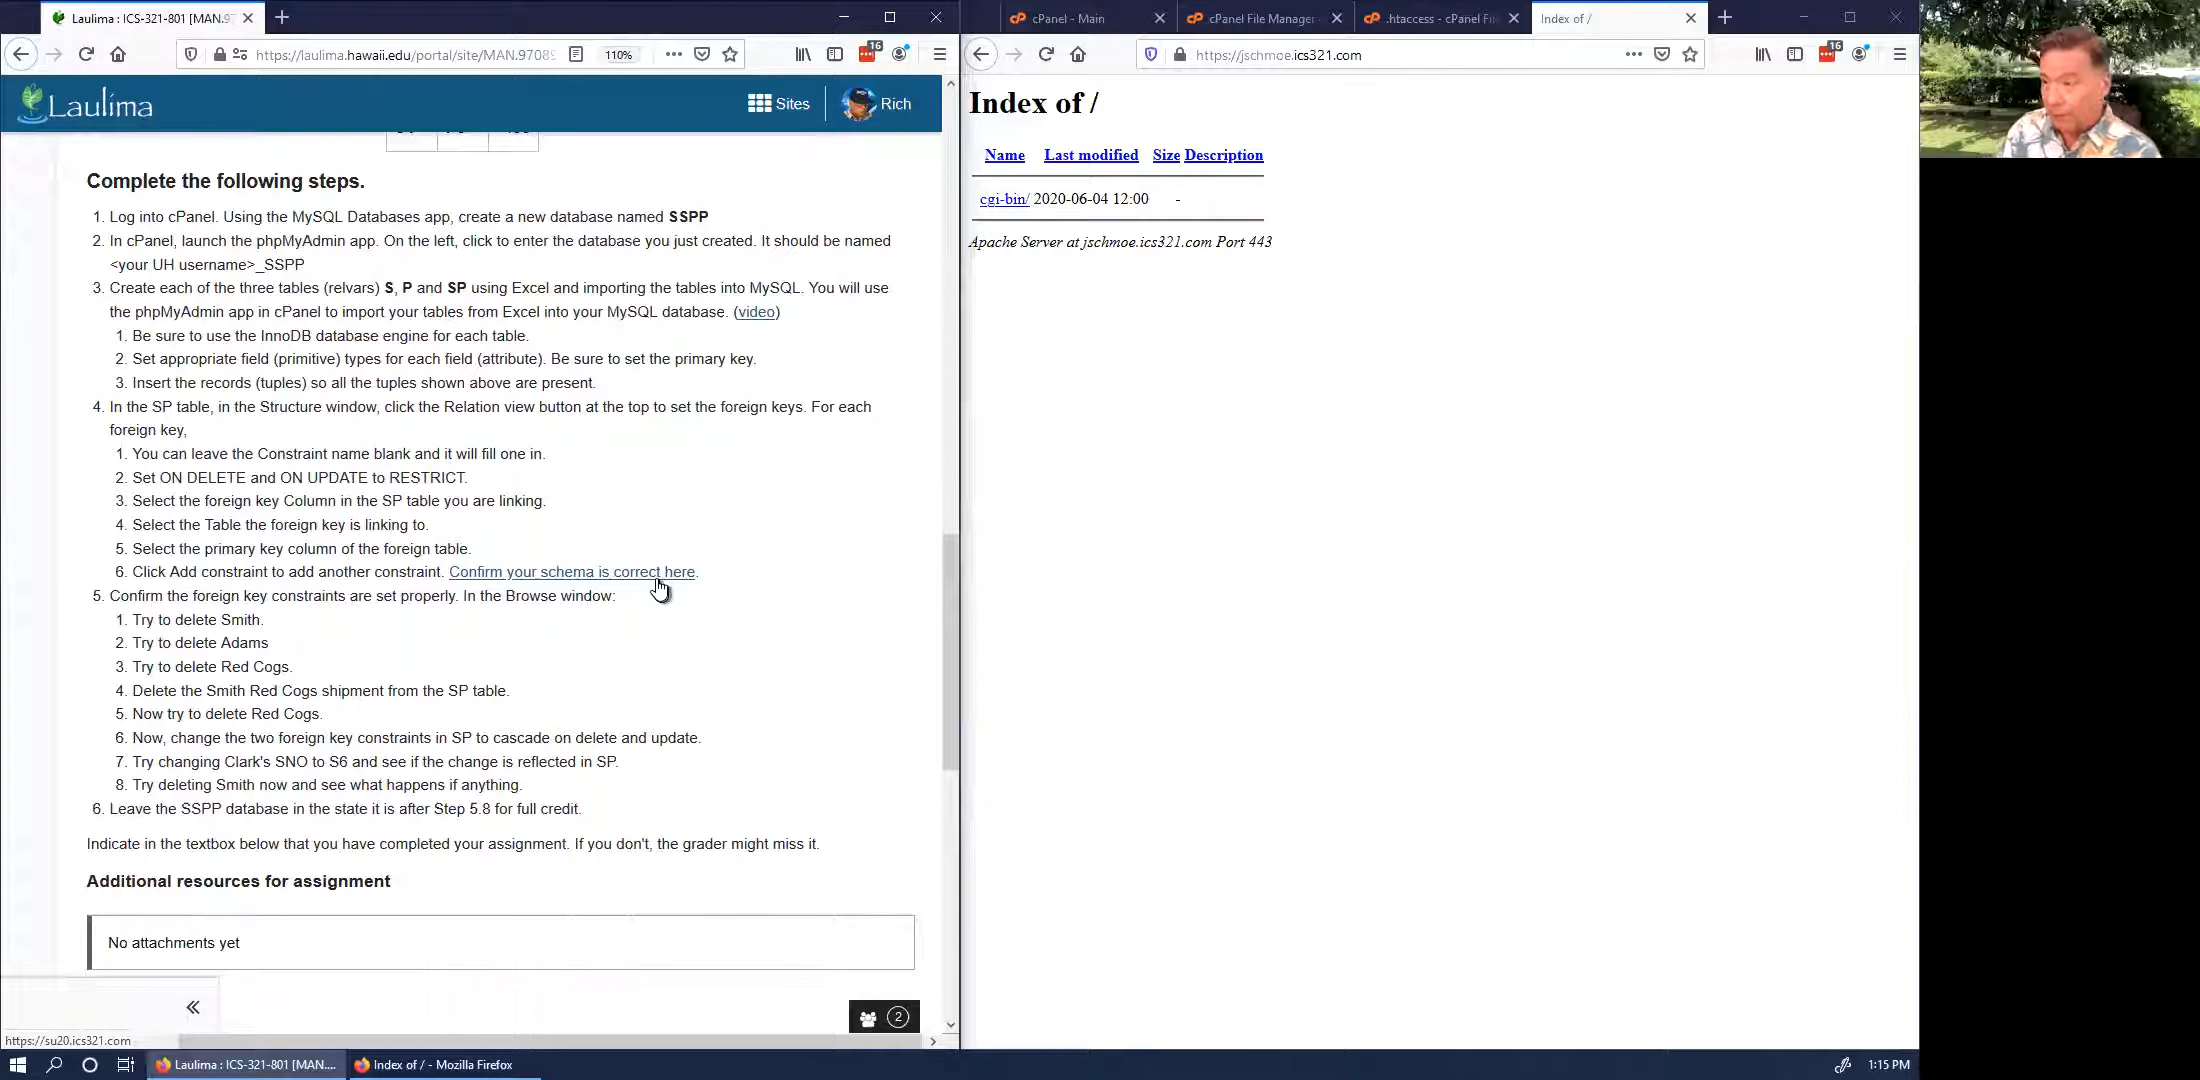 Laulima : ICS-321-801 [MAN.97
https://laulima.hawaii.edu/portal/site/MAN.9708
110%
16
Laulima
Sites
Rich
Complete the following steps.
1. Log into cPanel. Using the MySQL Databases app, create a new database named SSPP
2. In cPanel, launch the phpMyAdmin app. On the left, click to enter the database you just created. It should be named
<your UH username>_SSPP
3. Create each of the three tables (relvars) S, P and SP using Excel and importing the tables into MySQL. You will use
the phpMyAdmin app in cPanel to import your tables from Excel into your MySQL database. (video)
1. Be sure to use the InnoDB database engine for each table.
2. Set appropriate field (primitive) types for each field (attribute). Be sure to set the primary key.
3. Insert the records (tuples) so all the tuples shown above are present.
4. In the SP table, in the Structure window, click the Relation view button at the top to set the foreign keys. For each
foreign key,
1. You can leave the Constraint name blank and it will fill one in.
2. Set ON DELETE and ON UPDATE to RESTRICT.
3. Select the foreign key Column in the SP table you are linking.
4. Select the Table the foreign key is linking to.
5. Select the primary key column of the foreign table.
6. Click Add constraint to add another constraint. Confirm your schema is correct here.
5. Confirm the foreign key constraints are set properly. In the Browse window:
1. Try to delete Smith.
2. Try to delete Adams
3. Try to delete Red Cogs.
4. Delete the Smith Red Cogs shipment from the SP table.
5. Now try to delete Red Cogs.
6. Now, change the two foreign key constraints in SP to cascade on delete and update.
7. Try changing Clark's SNO to S6 and see if the change is reflected in SP.
8. Try deleting Smith now and see what happens if anything.
6. Leave the SSPP database in the state it is after Step 5.8 for full credit.
Indicate in the textbox below that you have completed your assignment. If you don't, the grader might miss it.
Additional resources for assignment
No attachments yet
2
https://su20.ics321.com
cPanel - Main
cPanel File Manager
.htaccess - cPanel Fi
Index of /
https://jschmoe.ics321.com
16
Index of /
Name Last modified Size Description
cgi-bin/ 2020-06-04 12:00 -
Apache Server at jschmoe.ics321.com Port 443
Laulima : ICS-321-801 [MAN....
Index of / - Mozilla Firefox
1:15 PM